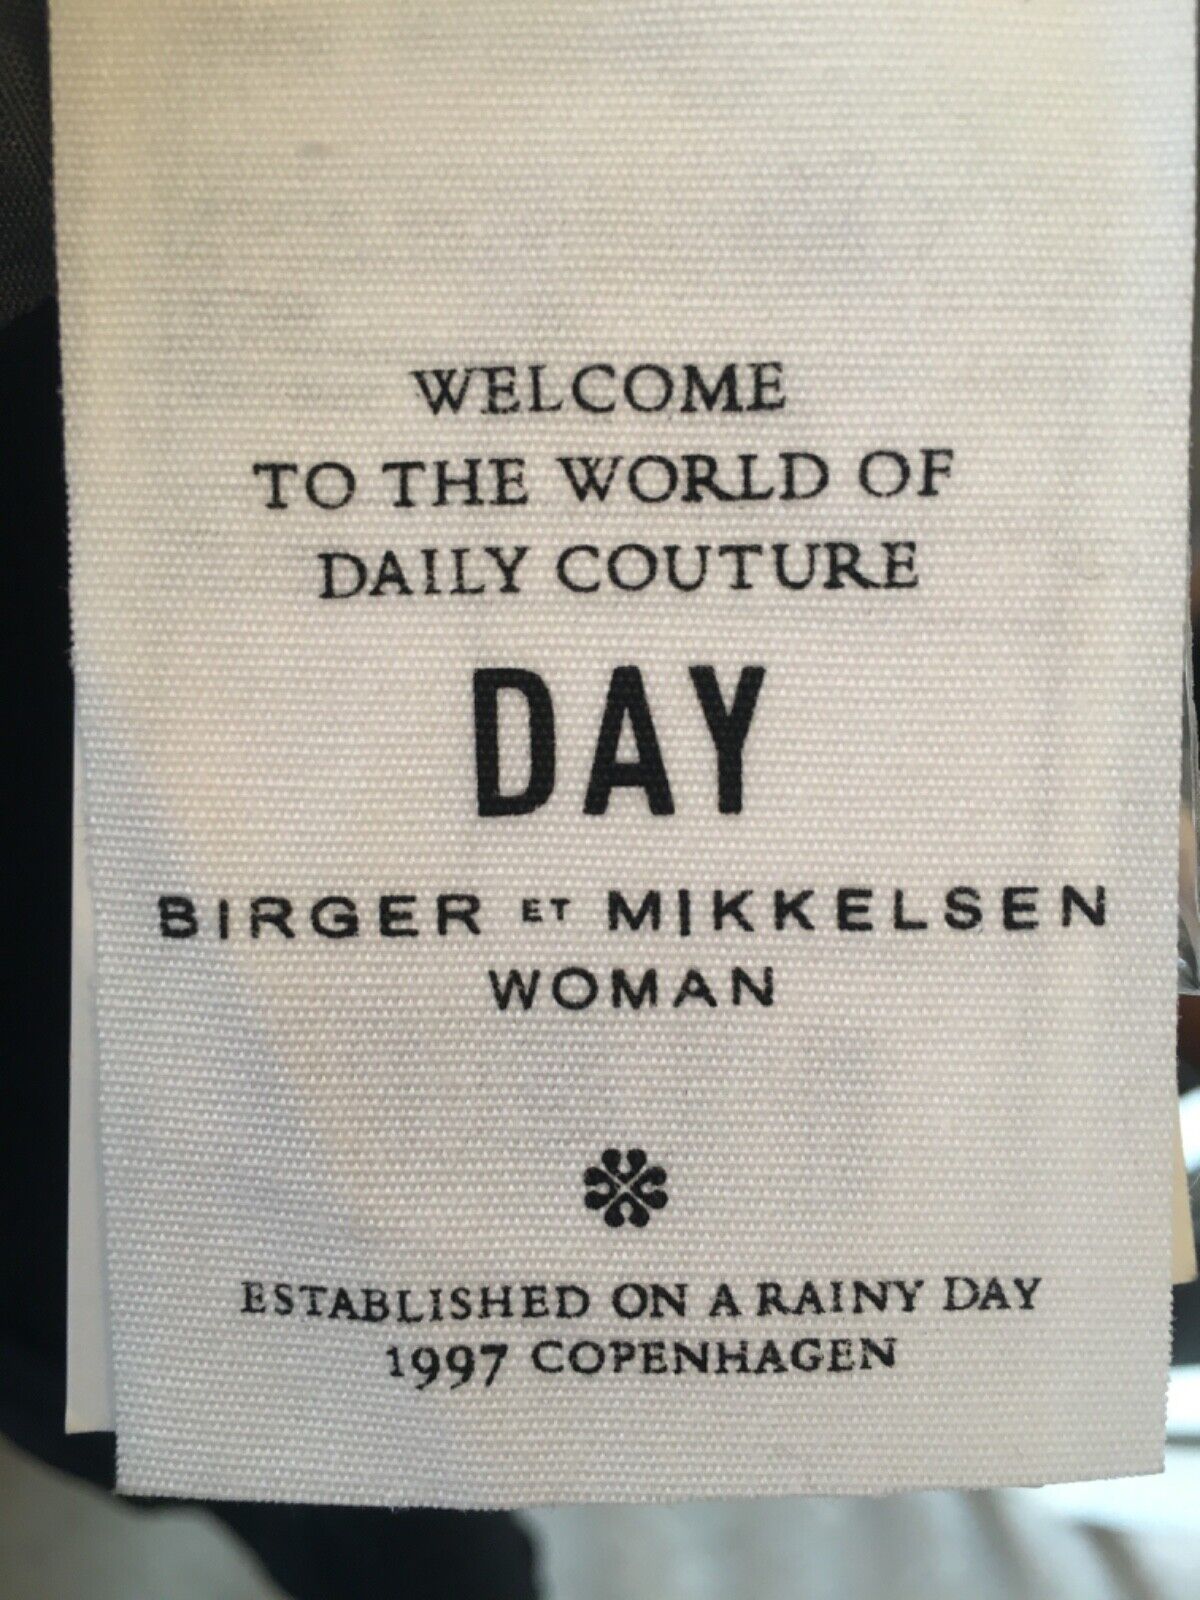 WELCOME
TO THE WORLD OF
DAILY COUTURE
DAY
BIRGER ET MIKKELSEN
WOMAN
ESTABLISHED ON A RAINY DAY
1997 COPENHAGEN